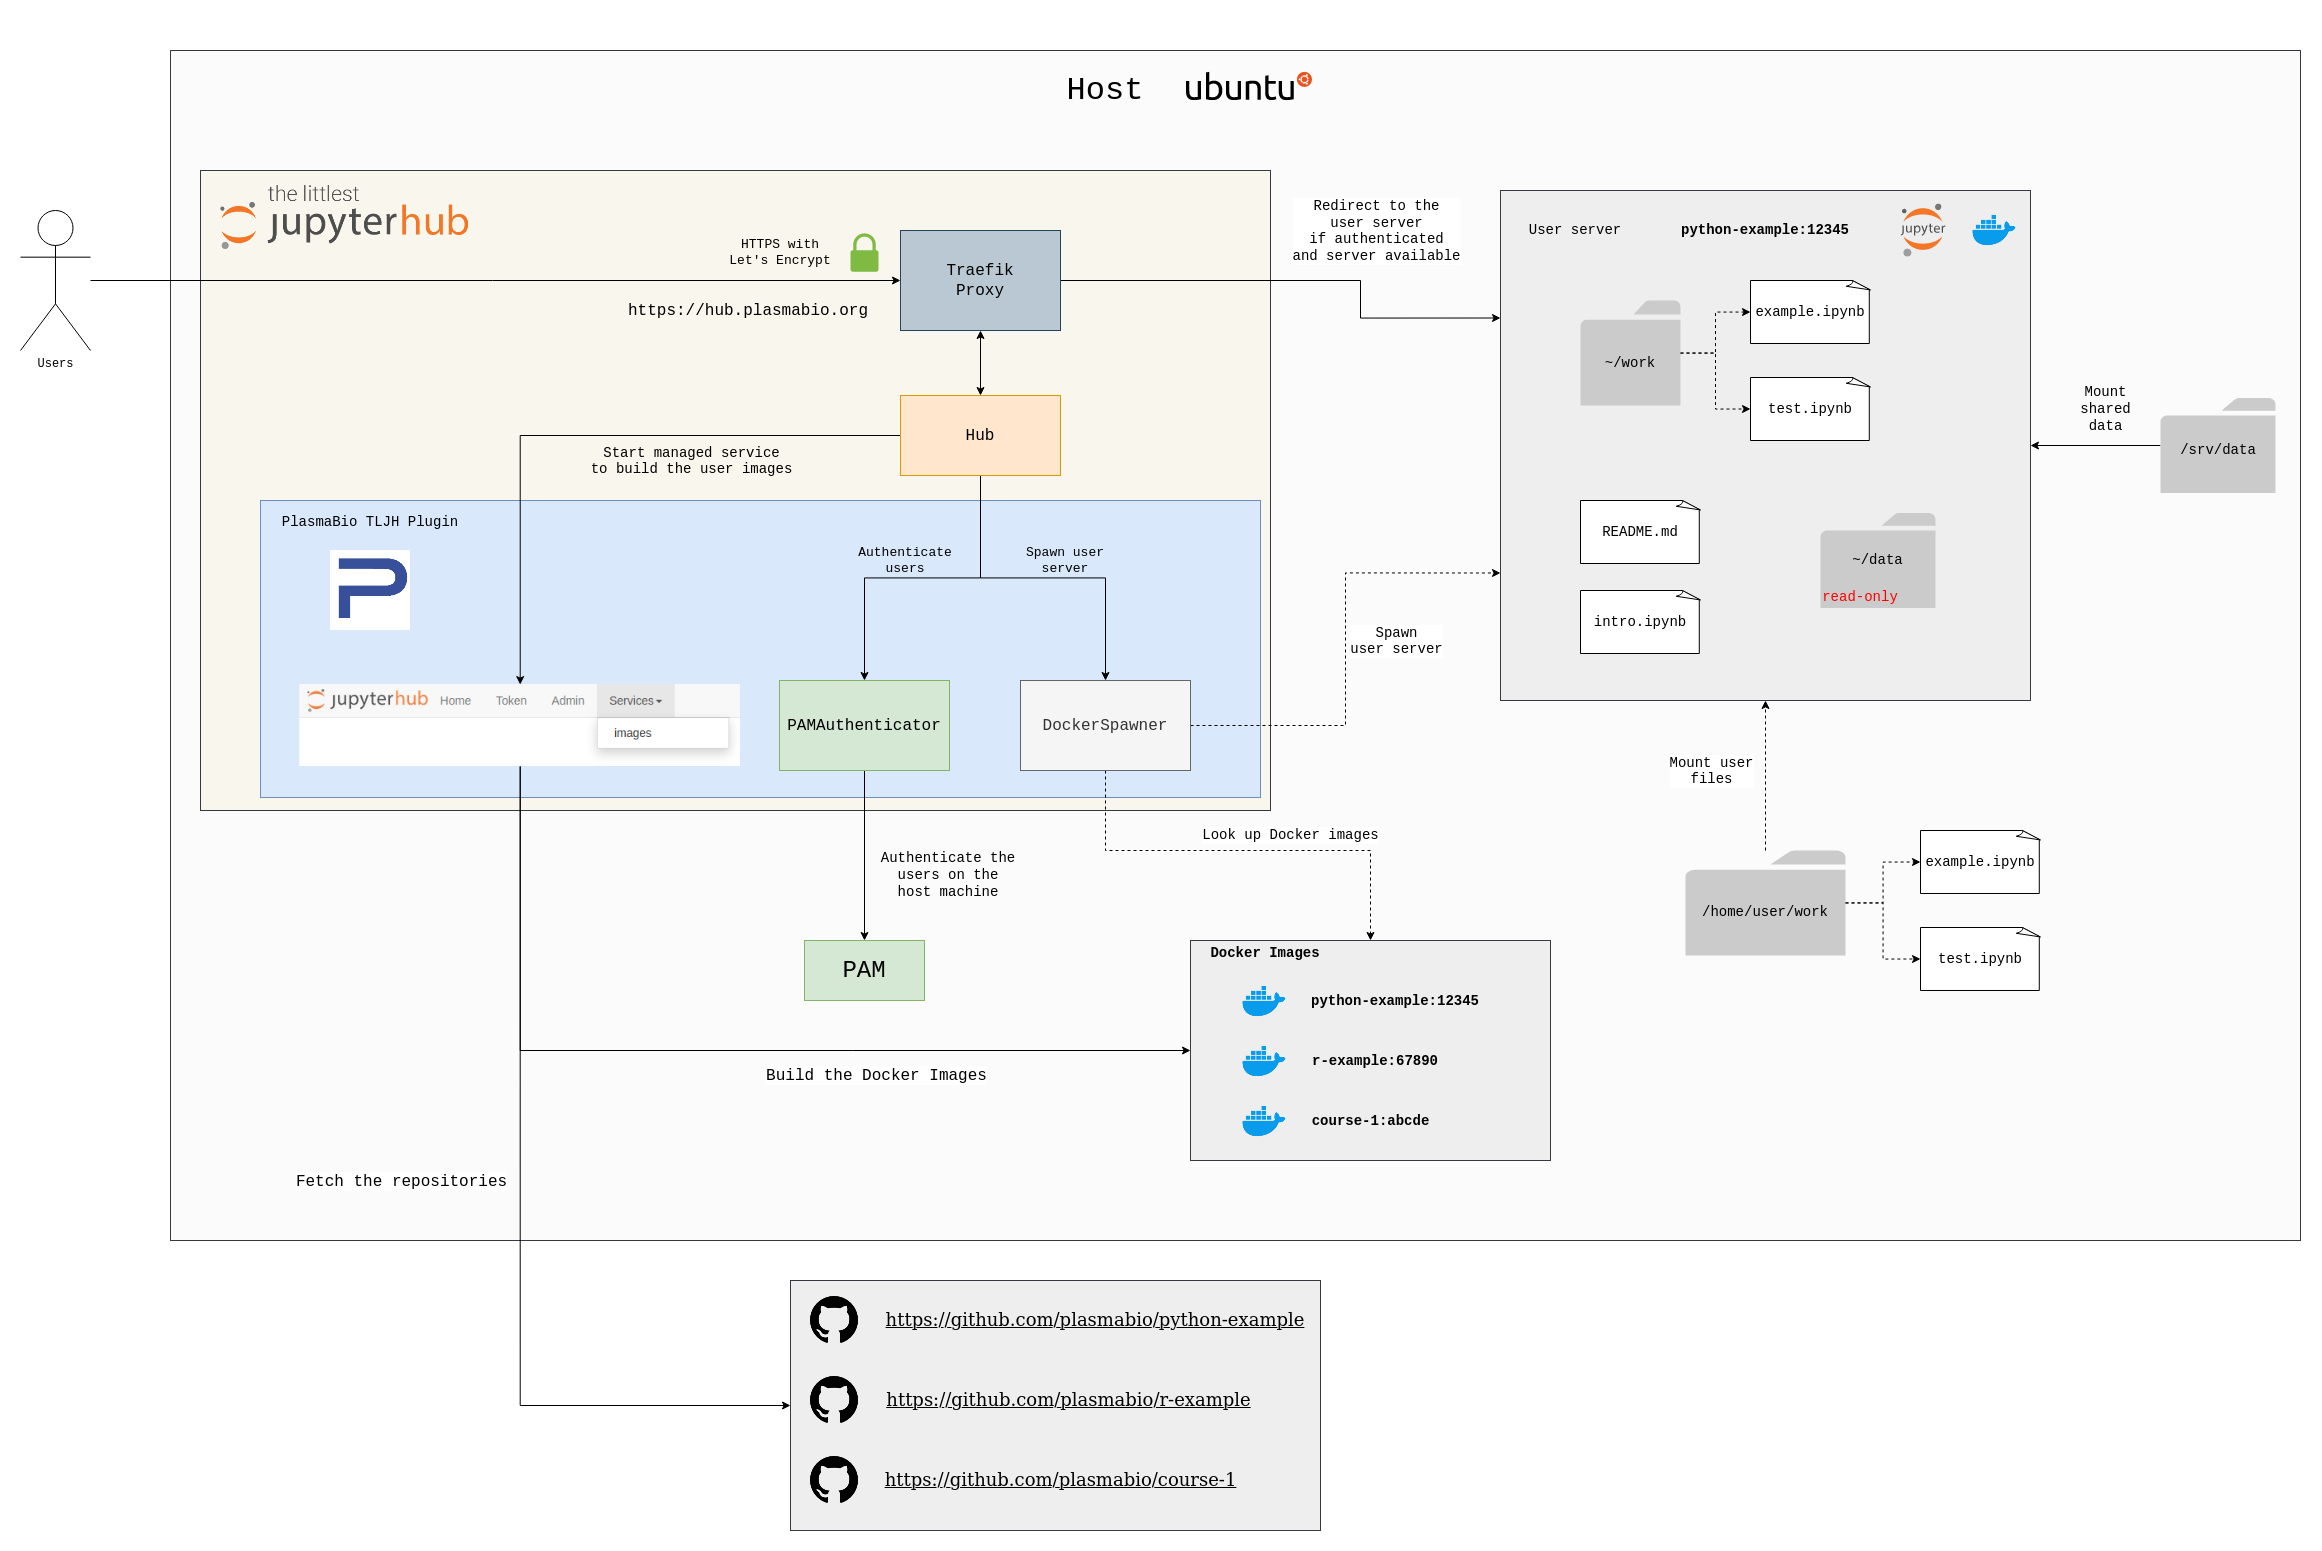 Host ubuntu
the littlest
jupyterhub
HTTPS with
Let's Encrypt
https://hub.plasmabio.org
Users
Traefik
Proxy
Redirect to the
user server
if authenticated
and server available
Hub
Start managed service
to build the user images
PlasmaBio TLJH Plugin
Authenticate
users
Spawn user
server
jupyterhub Home Token Admin Services
images
PAMAuthenticator
DockerSpawner
Spawn
user server
User server python-example:12345 jupyter
~/work
example.ipynb
test.ipynb
README.md
intro.ipynb
~/data
read-only
Mount
shared
data
/srv/data
Mount user
files
/home/user/work
example.ipynb
test.ipynb
Look up Docker images
Authenticate the
users on the
host machine
PAM
Docker Images
python-example:12345
r-example:67890
course-1:abcde
Build the Docker Images
Fetch the repositories
https://github.com/plasmabio/python-example
https://github.com/plasmabio/r-example
https://github.com/plasmabio/course-1